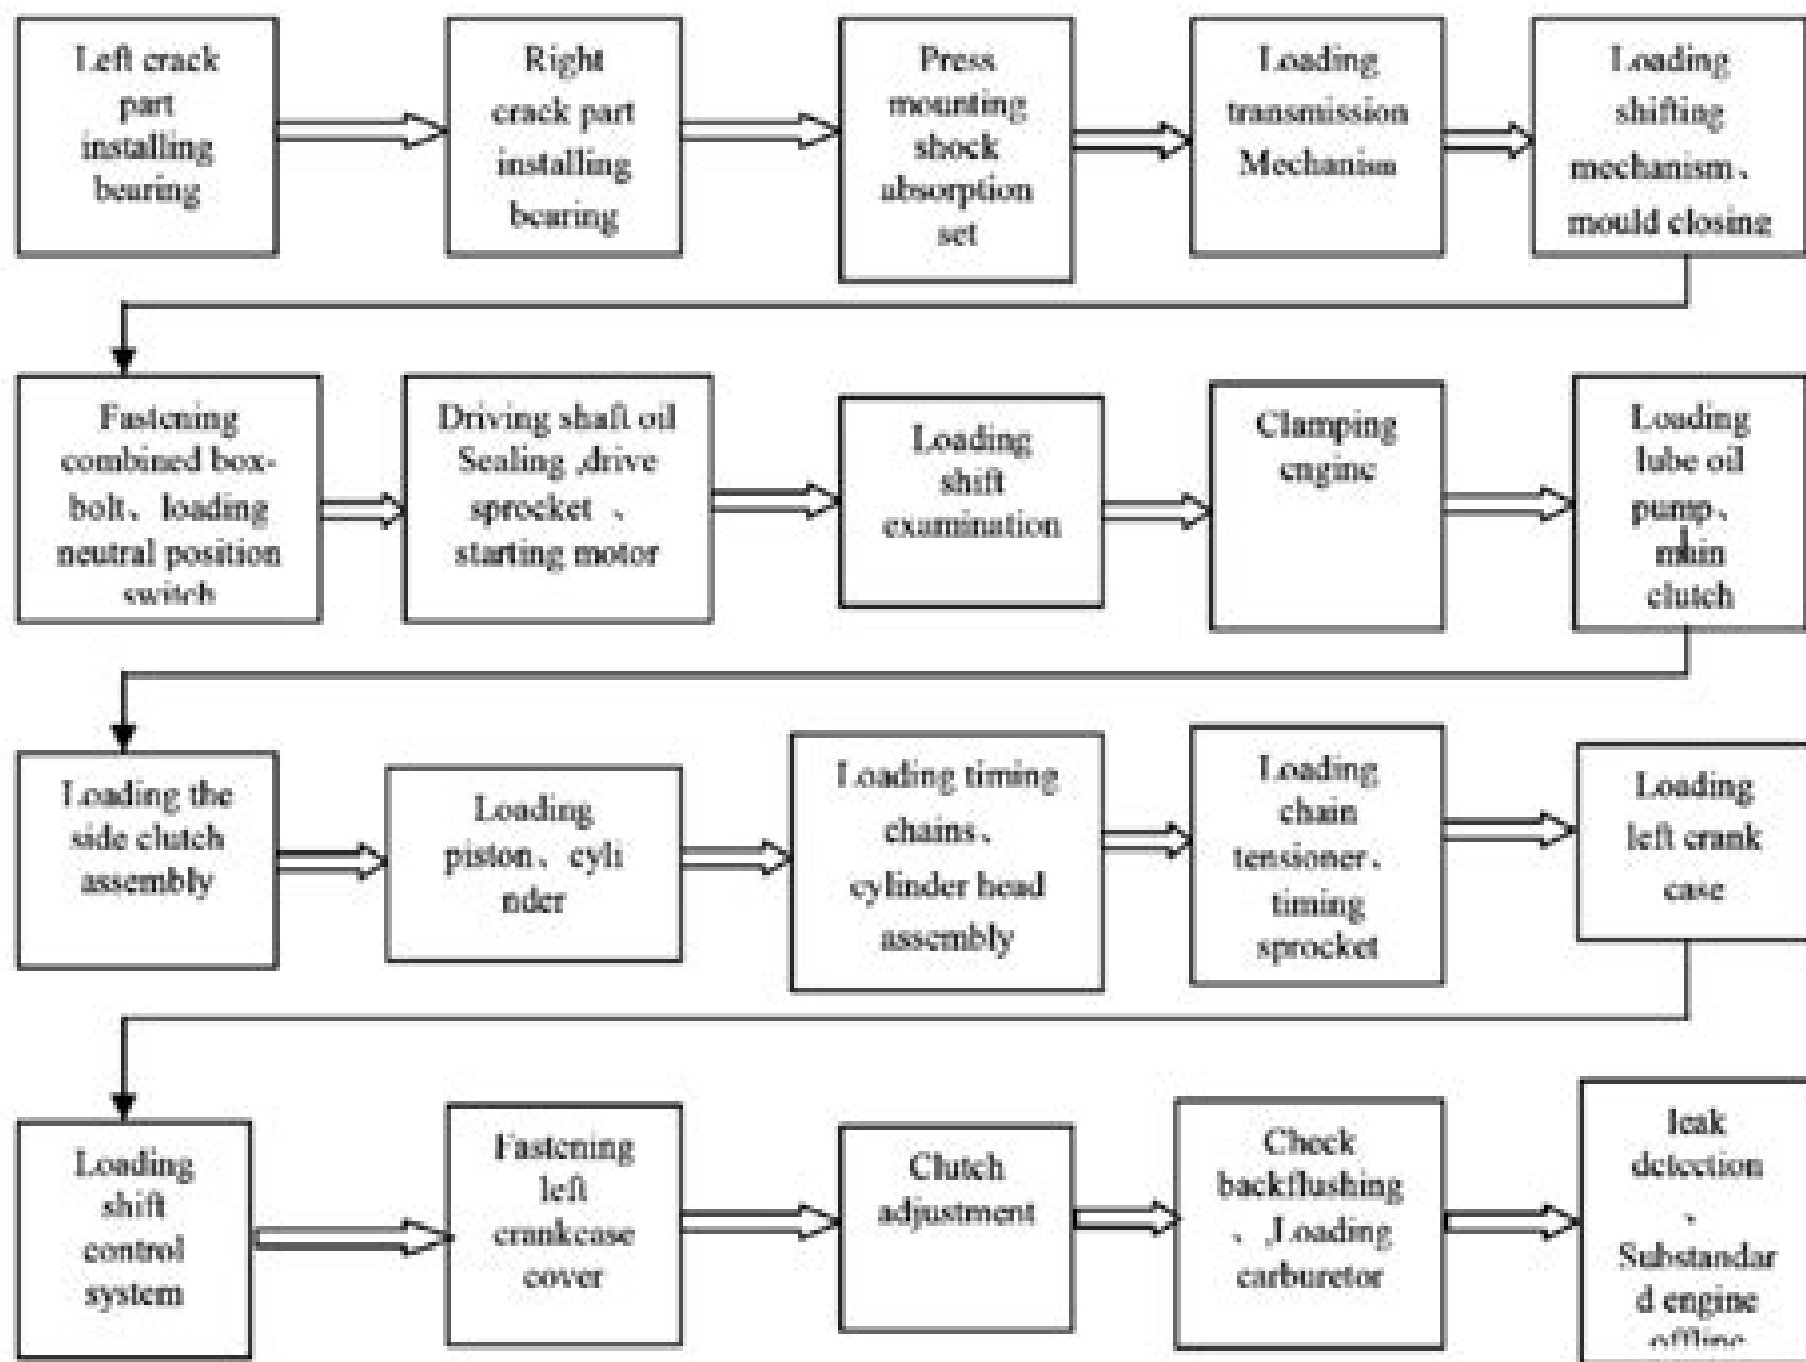 Left crack
part
installing
bearing
Right
crack part
installing
bearing
Press
mounting
shock
absorption
set
Loading
transmission
Mechanism
Loading
shifting
mechanism、
mould closing
Fastening
combined box-
bolt、loading
neutral position
switch
Driving shaft oil
Sealing ,drive
sprocket 、
starting motor
Loading
shift
examination
Clamping
engine
Loading
lube oil
pump、
main
clutch
Loading the
side clutch
assembly
Loading
piston、cyli
nder
Loading timing
chains、
cylinder head
assembly
Loading
chain
tensioner、
timing
sprocket
Loading
left crank
case
Loading
shift
control
system
Fastening
left
crankcase
cover
Clutch
adjustment
Check
backflushing
、,Loading
carburetor
leak
detection
、
Substandar
d engine
offline